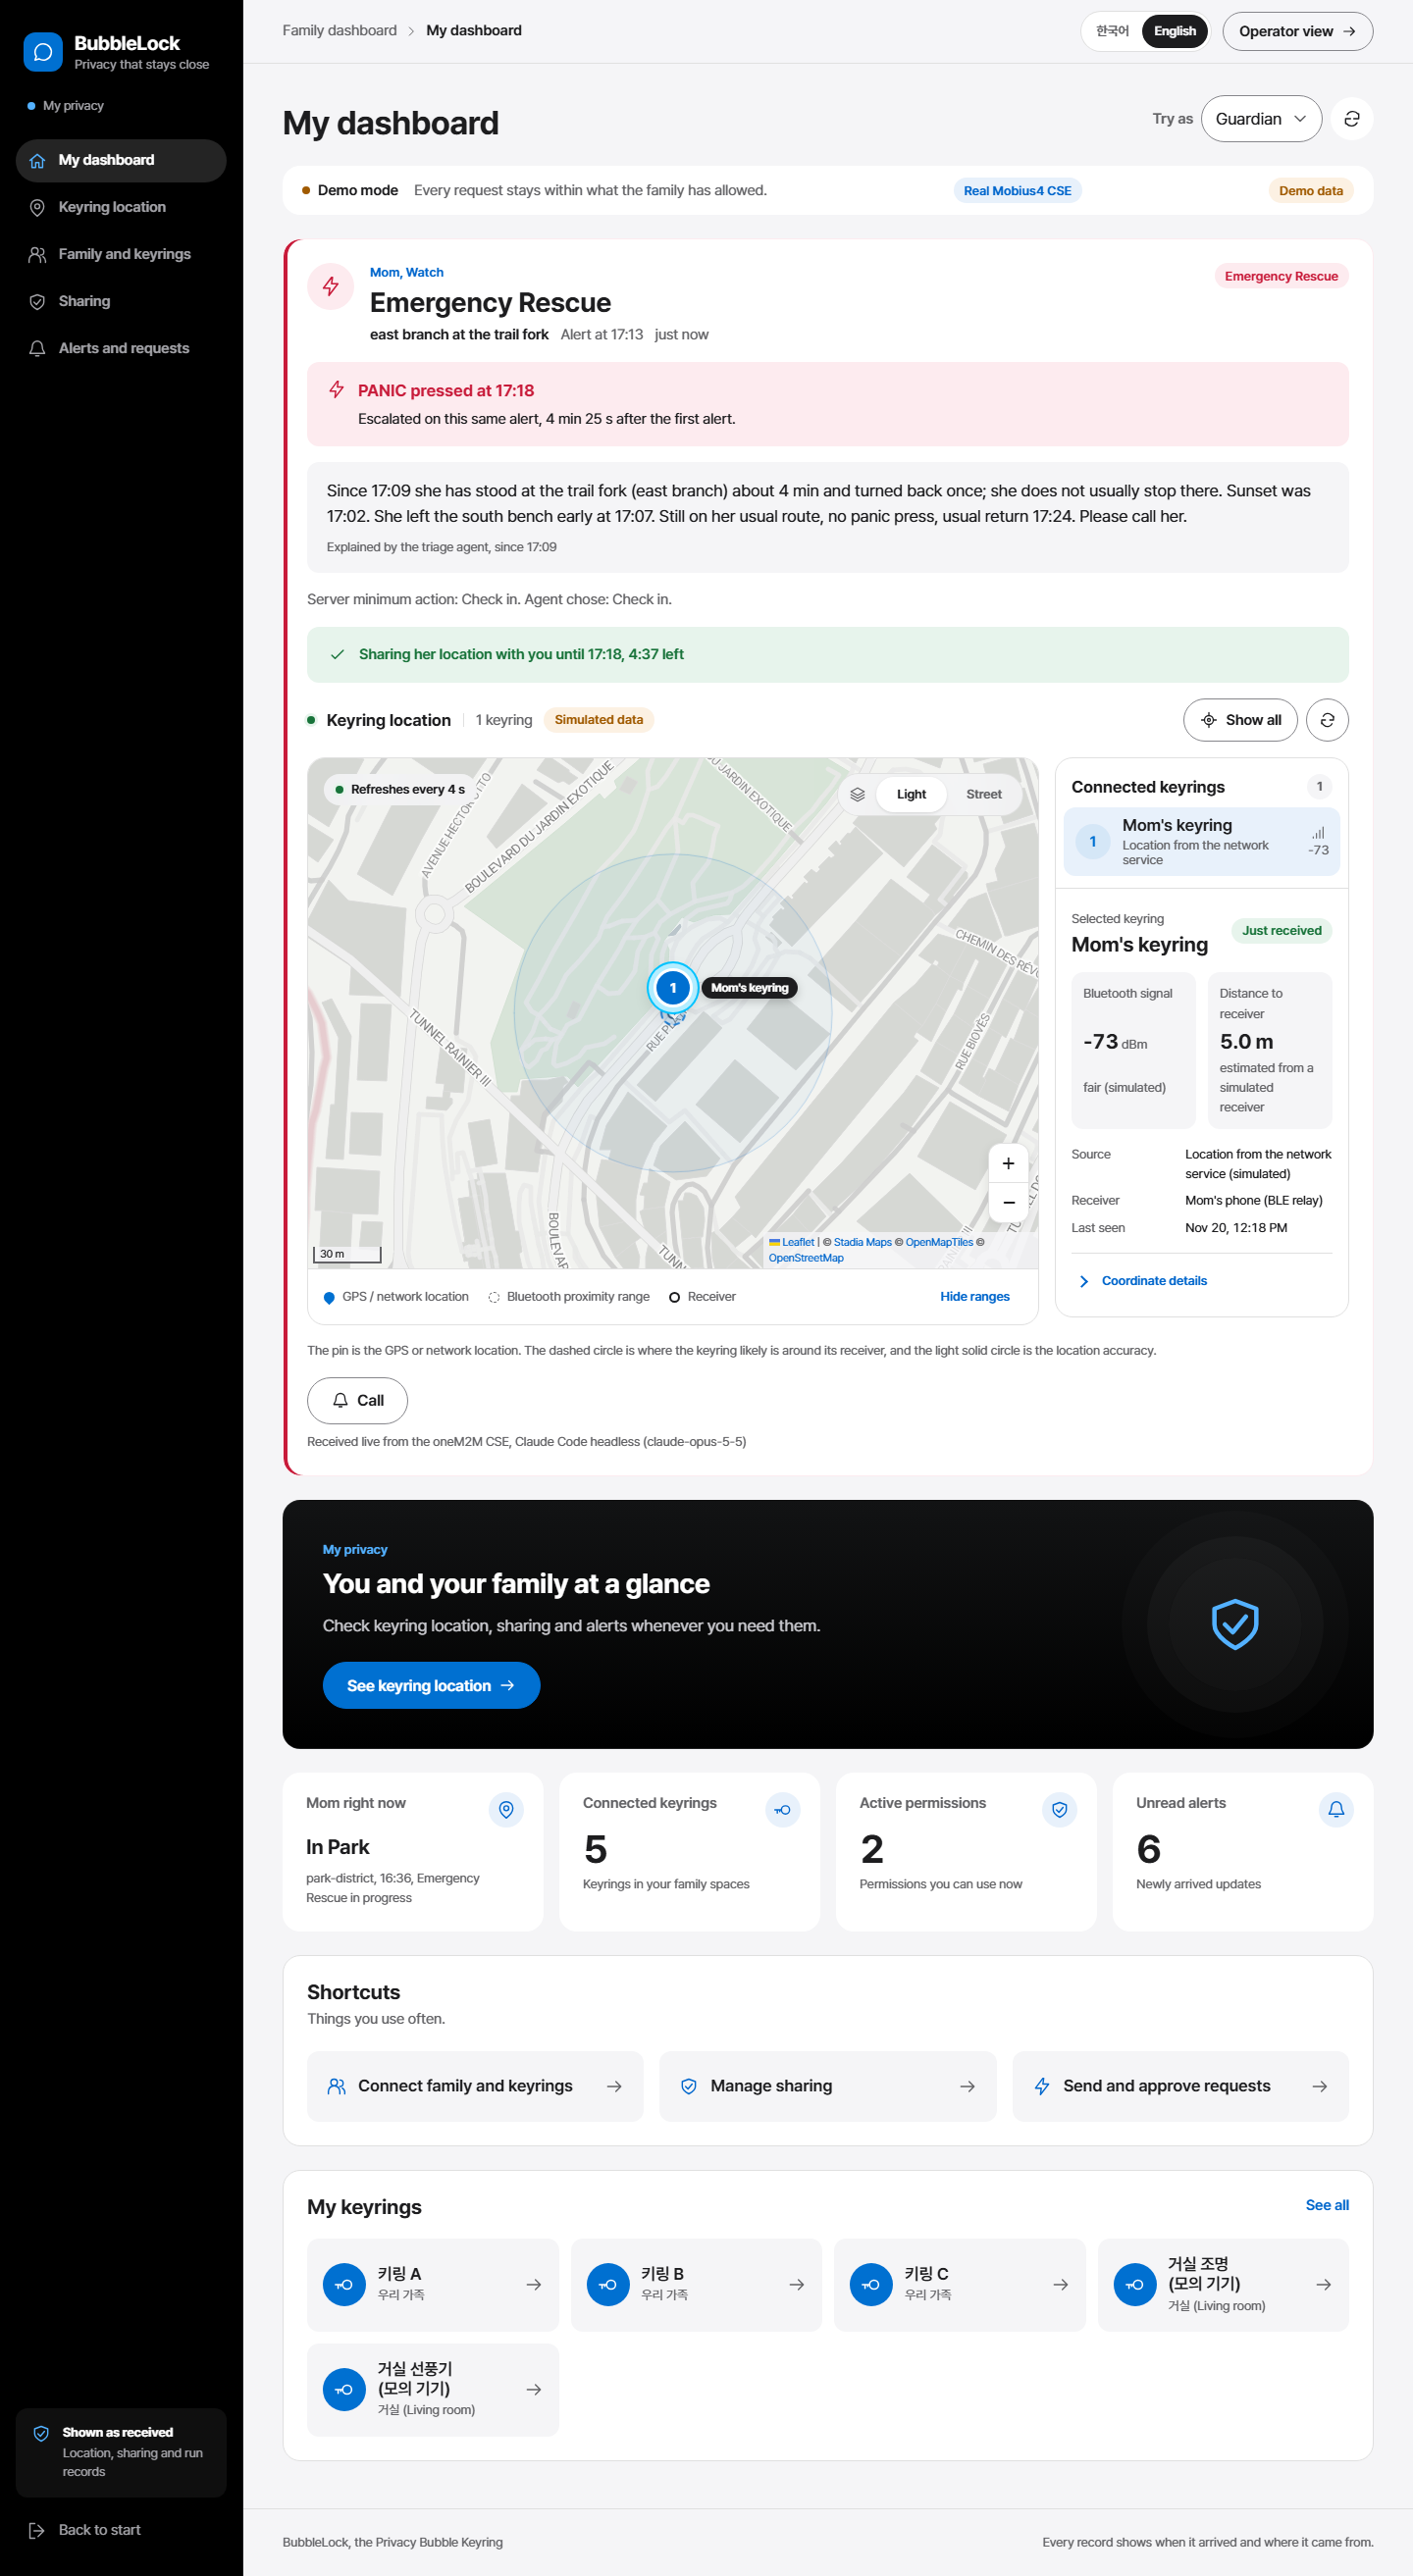 BubbleLock
Privacy that stays close
My privacy
My dashboard
Keyring location
Family and keyrings
Sharing
Alerts and requests
Shown as received
Location, sharing and run
records
Back to start
Family dashboard > My dashboard
한국어 English
Operator view →
My dashboard
Try as Guardian
Demo mode Every request stays within what the family has allowed. Real Mobius4 CSE Demo data
Mom, Watch
Emergency Rescue
Emergency Rescue
east branch at the trail fork Alert at 17:13 just now
PANIC pressed at 17:18
Escalated on this same alert, 4 min 25 s after the first alert.
Since 17:09 she has stood at the trail fork (east branch) about 4 min and turned back once; she does not usually stop there. Sunset was
17:02. She left the south bench early at 17:07. Still on her usual route, no panic press, usual return 17:24. Please call her.
Explained by the triage agent, since 17:09
Server minimum action: Check in. Agent chose: Check in.
Sharing her location with you until 17:18, 4:37 left
Keyring location 1 keyring Simulated data
Show all
Refreshes every 4 s
Light Street
BOULEVARD DU JARDIN EXOTIQUE
DU JARDIN EXOTIQUE
TUNNEL RAINIER III
RUE BIOVÈS
1 Mom's keyring
+
−
30 m
Leaflet | © Stadia Maps © OpenMapTiles ©
OpenStreetMap
GPS / network location Bluetooth proximity range Receiver Hide ranges
Connected keyrings 1
1
Mom's keyring
Location from the network
service
-73
Selected keyring
Mom's keyring
Just received
Bluetooth signal
-73 dBm
fair (simulated)
Distance to
receiver
5.0 m
estimated from a
simulated
receiver
Source Location from the network
service (simulated)
Receiver Mom's phone (BLE relay)
Last seen Nov 20, 12:18 PM
Coordinate details
The pin is the GPS or network location. The dashed circle is where the keyring likely is around its receiver, and the light solid circle is the location accuracy.
Call
Received live from the oneM2M CSE, Claude Code headless (claude-opus-5-5)
My privacy
You and your family at a glance
Check keyring location, sharing and alerts whenever you need them.
See keyring location →
Mom right now
In Park
park-district, 16:36, Emergency
Rescue in progress
Connected keyrings
5
Keyrings in your family spaces
Active permissions
2
Permissions you can use now
Unread alerts
6
Newly arrived updates
Shortcuts
Things you use often.
Connect family and keyrings →
Manage sharing →
Send and approve requests →
My keyrings
See all
키링 A
우리 가족
키링 B
우리 가족
키링 C
우리 가족
거실 조명
(모의 기기)
거실 (Living room)
거실 선풍기
(모의 기기)
거실 (Living room)
BubbleLock, the Privacy Bubble Keyring
Every record shows when it arrived and where it came from.